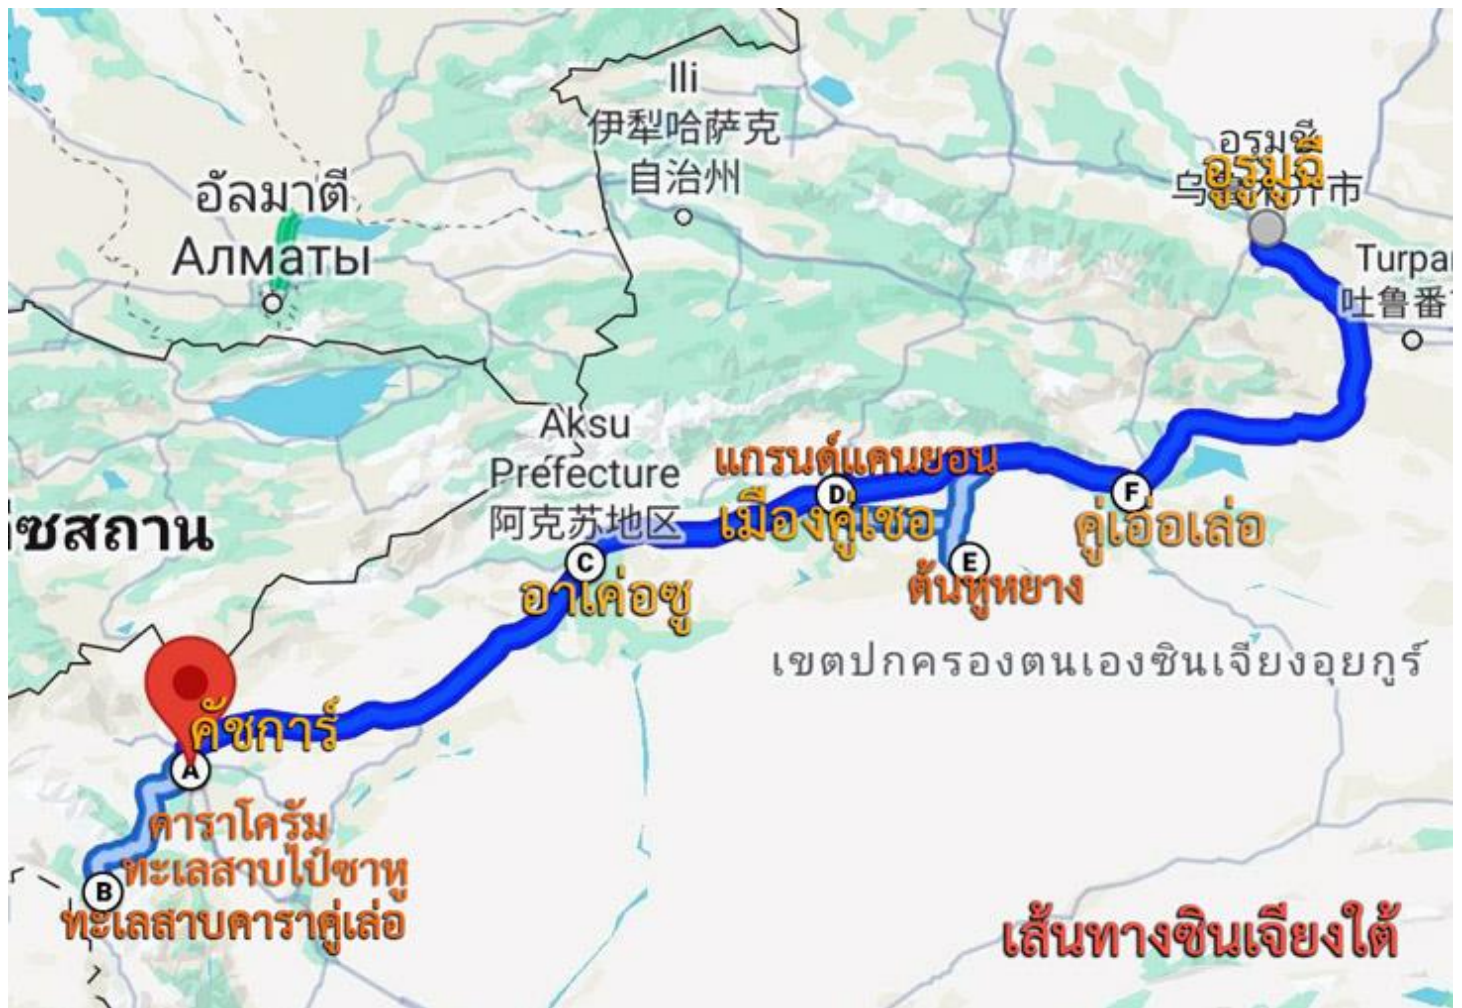 Ili
伊犁哈萨克
自治州
อุรุมชี
อูรูมูฉี
อัลมาตี
Алматы
Turpan
吐鲁番
Aksu
Prefecture
阿克苏地区
แกรนด์แคนยอน
D
เมืองคู่เชอ
F
คู่เอ๋อเล่อ
C
อาเค่อซู
E
ต้นหูหยาง
ซสถาน
เขตปกครองตนเองซินเจียงอุยกูร์
คัชการ์
A
คาราโครัม
ทะเลสาบไป๋ซาหู
B
ทะเลสาบคาราคู่เล่อ
เส้นทางซินเจียงใต้